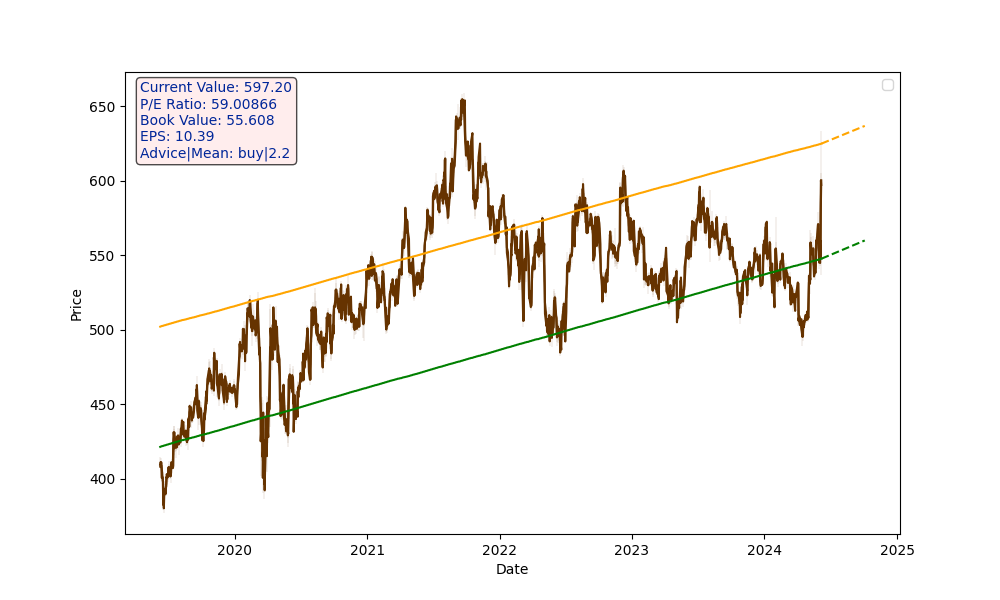 Current Value: 597.20
P/E Ratio: 59.00866
Book Value: 55.608
EPS: 10.39
Advice|Mean: buy|2.2
650
600
550
500
450
400
Price
2020
2021
2022
2023
2024
2025
Date